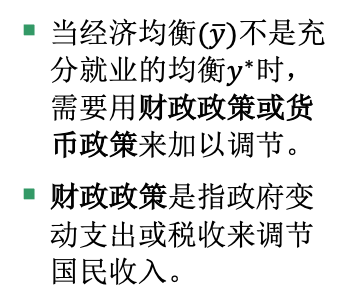 当经济均衡(ȳ)不是充
分就业的均衡y*时，
需要用财政政策或货
币政策来加以调节。
财政政策是指政府变
动支出或税收来调节
国民收入。